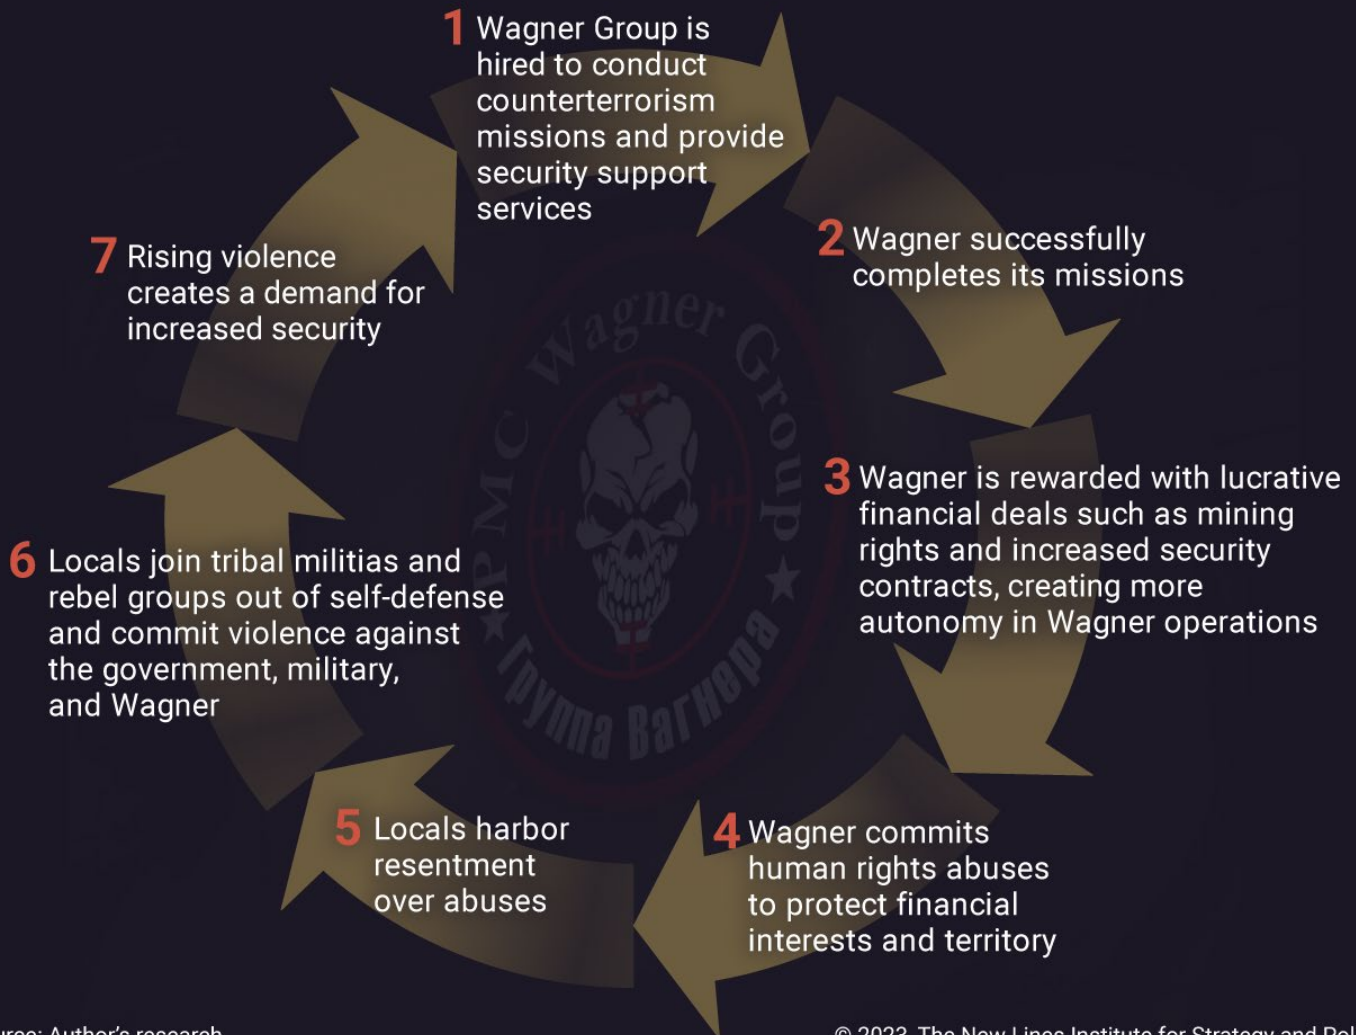 1 Wagner Group is
hired to conduct
counterterrorism
missions and provide
security support
services
2 Wagner successfully
completes its missions
3 Wagner is rewarded with lucrative
financial deals such as mining
rights and increased security
contracts, creating more
autonomy in Wagner operations
4 Wagner commits
human rights abuses
to protect financial
interests and territory
5 Locals harbor
resentment
over abuses
6 Locals join tribal militias and
rebel groups out of self-defense
and commit violence against
the government, military,
and Wagner
7 Rising violence
creates a demand for
increased security
PMC Wagner Group
Группа Вагнера
Author's research
© 2023, The New Lines Institute for Strategy and